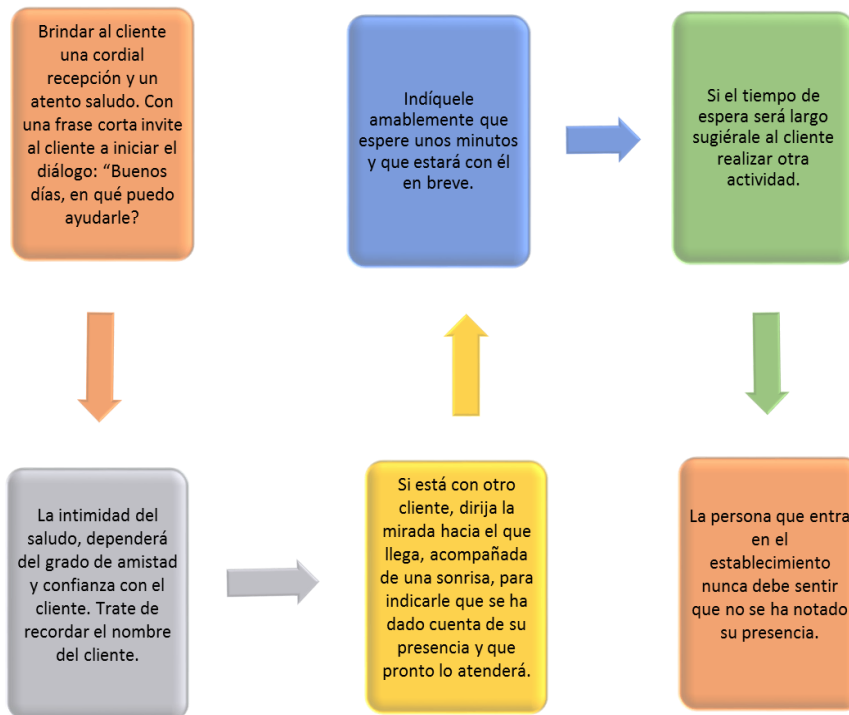 Brindar al cliente
una cordial
recepción y un
atento saludo. Con
una frase corta invite
al cliente a iniciar el
diálogo: “Buenos
días, en qué puedo
ayudarle?
La intimidad del
saludo, dependerá
del grado de amistad
y confianza con el
cliente. Trate de
recordar el nombre
del cliente.
Si está con otro
cliente, dirija la
mirada hacia el que
llega, acompañada
de una sonrisa, para
indicarle que se ha
dado cuenta de su
presencia y que
pronto lo atenderá.
Indíquele
amablemente que
espere unos minutos
y que estará con él
en breve.
Si el tiempo de
espera será largo
sugiérale al cliente
realizar otra
actividad.
La persona que entra
en el
establecimiento
nunca debe sentir
que no se ha notado
su presencia.